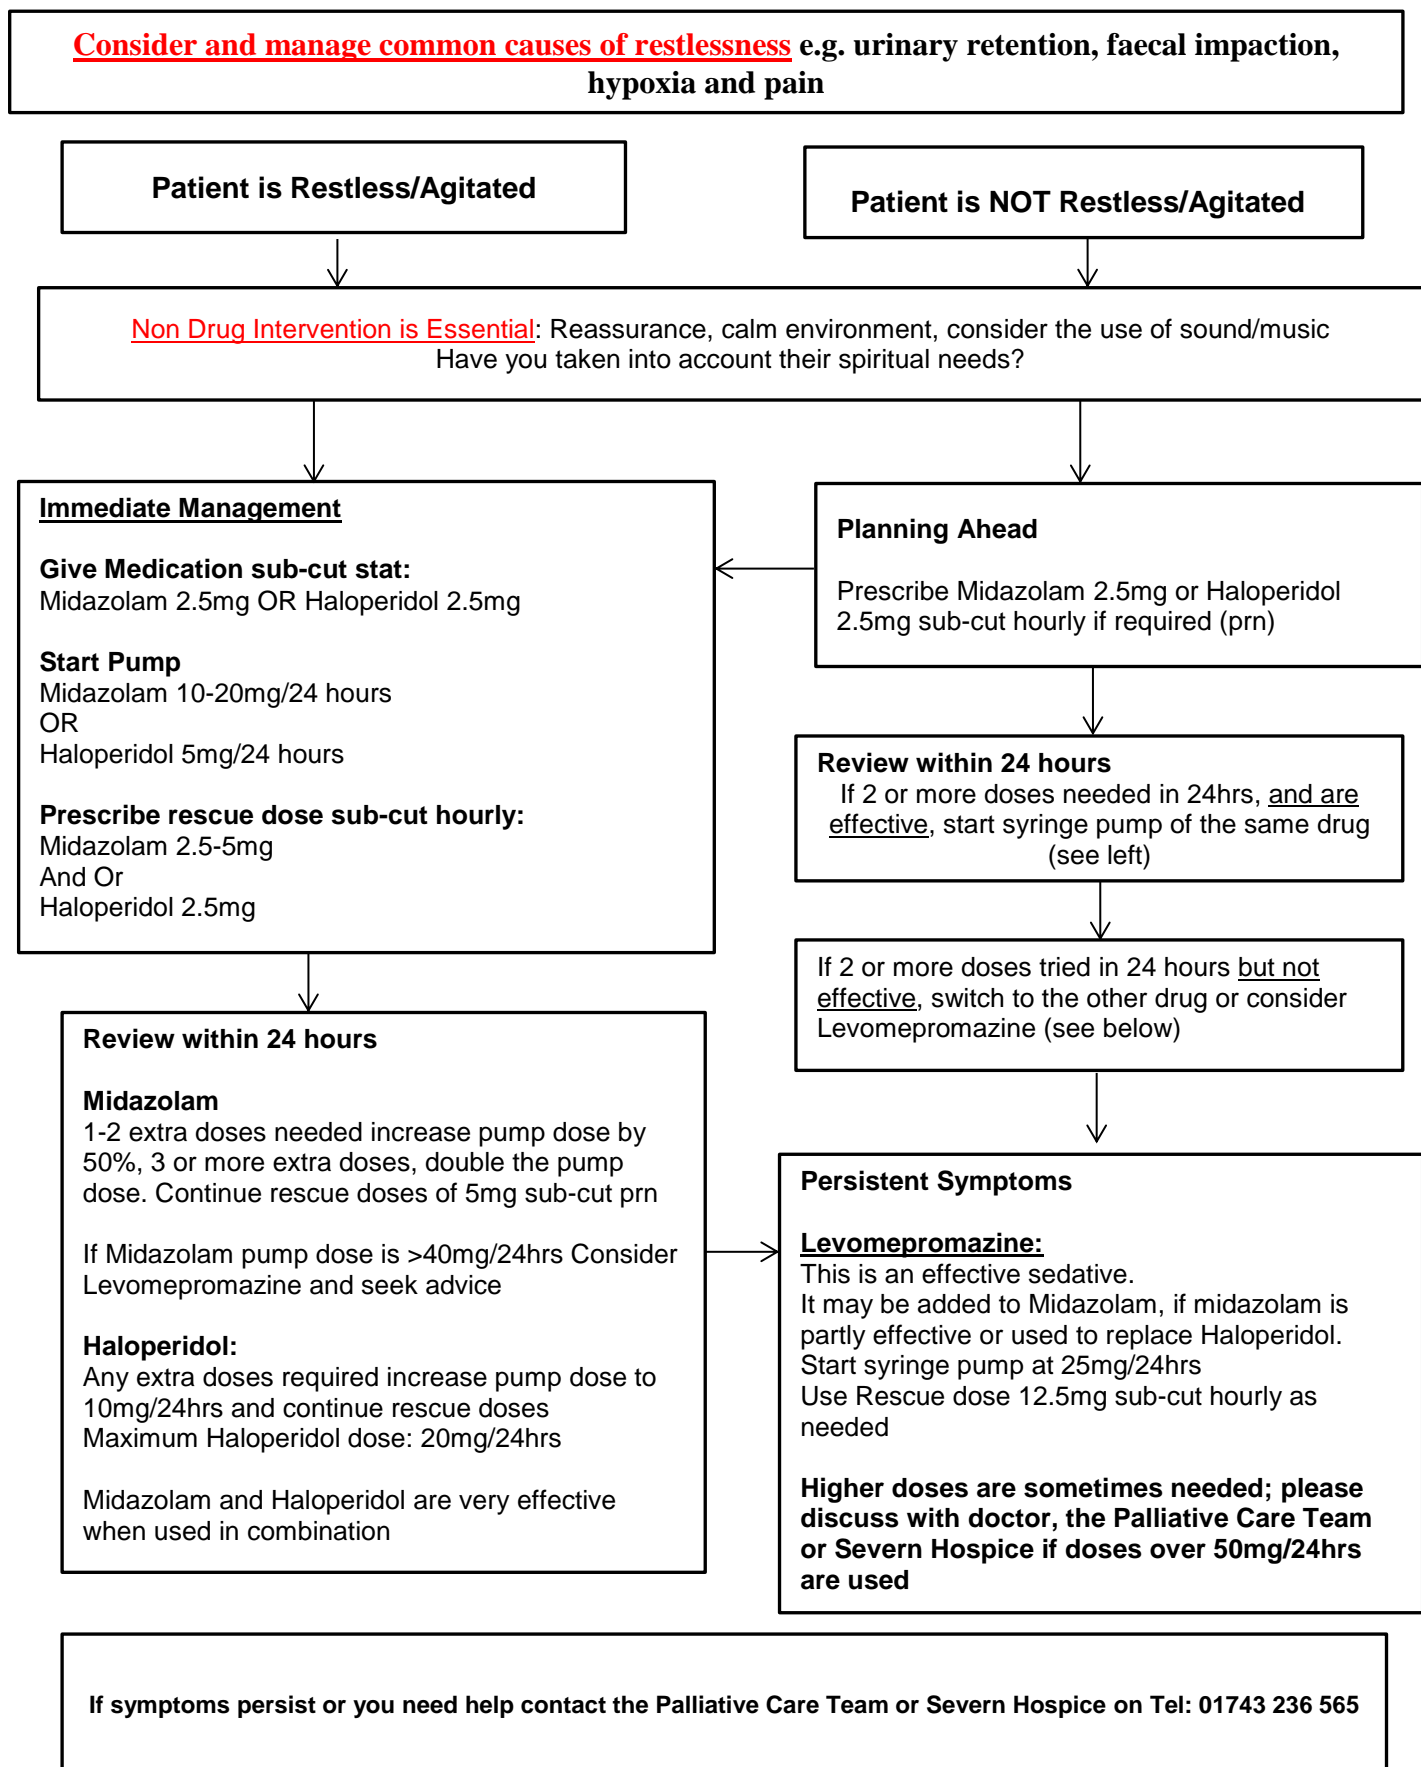 Consider and manage common causes of restlessness e.g. urinary retention, faecal impaction,
hypoxia and pain
Patient is Restless/Agitated
Patient is NOT Restless/Agitated
Non Drug Intervention is Essential: Reassurance, calm environment, consider the use of sound/music
Have you taken into account their spiritual needs?
Immediate Management
Give Medication sub-cut stat:
Midazolam 2.5mg OR Haloperidol 2.5mg
Start Pump
Midazolam 10-20mg/24 hours
OR
Haloperidol 5mg/24 hours
Prescribe rescue dose sub-cut hourly:
Midazolam 2.5-5mg
And Or
Haloperidol 2.5mg
Planning Ahead
Prescribe Midazolam 2.5mg or Haloperidol
2.5mg sub-cut hourly if required (prn)
Review within 24 hours
If 2 or more doses needed in 24hrs, and are
effective, start syringe pump of the same drug
(see left)
If 2 or more doses tried in 24 hours but not
effective, switch to the other drug or consider
Levomepromazine (see below)
Review within 24 hours
Midazolam
1-2 extra doses needed increase pump dose by
50%, 3 or more extra doses, double the pump
dose. Continue rescue doses of 5mg sub-cut prn
If Midazolam pump dose is >40mg/24hrs Consider
Levomepromazine and seek advice
Haloperidol:
Any extra doses required increase pump dose to
10mg/24hrs and continue rescue doses
Maximum Haloperidol dose: 20mg/24hrs
Midazolam and Haloperidol are very effective
when used in combination
Persistent Symptoms
Levomepromazine:
This is an effective sedative.
It may be added to Midazolam, if midazolam is
partly effective or used to replace Haloperidol.
Start syringe pump at 25mg/24hrs
Use Rescue dose 12.5mg sub-cut hourly as
needed
Higher doses are sometimes needed; please
discuss with doctor, the Palliative Care Team
or Severn Hospice if doses over 50mg/24hrs
are used
If symptoms persist or you need help contact the Palliative Care Team or Severn Hospice on Tel: 01743 236 565